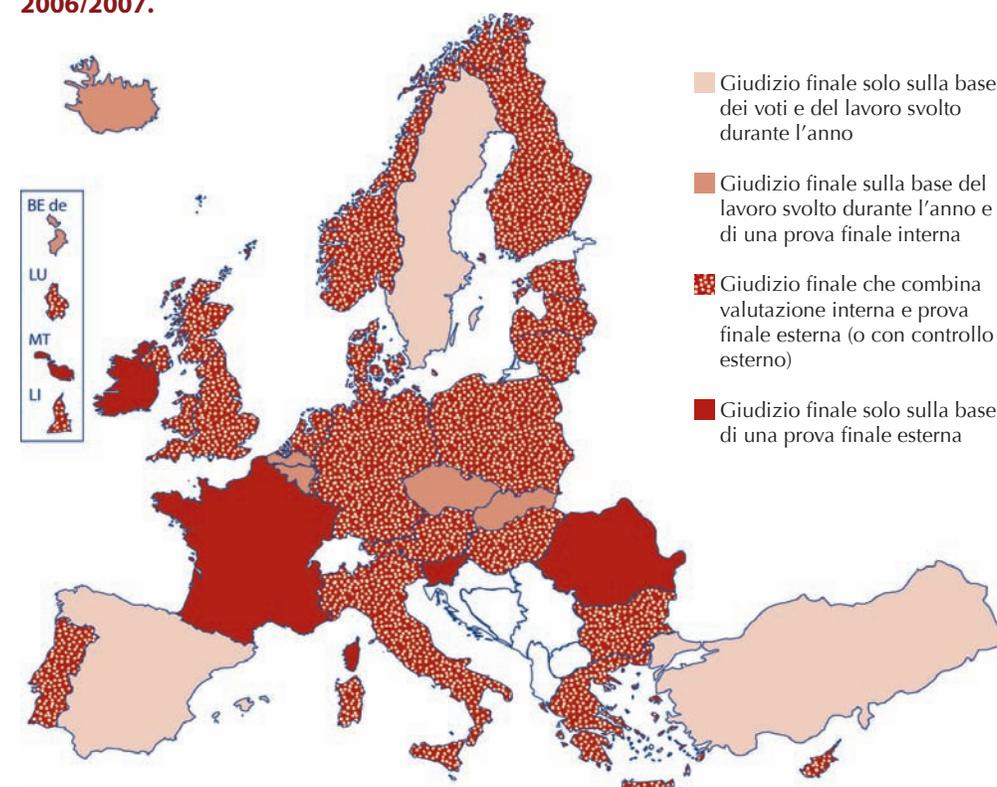 2006/2007.
Giudizio finale solo sulla base
dei voti e del lavoro svolto
durante l'anno
Giudizio finale sulla base del
lavoro svolto durante l'anno e
di una prova finale interna
Giudizio finale che combina
valutazione interna e prova
finale esterna (o con controllo
esterno)
Giudizio finale solo sulla base
di una prova finale esterna
BE de
LU
MT
LI